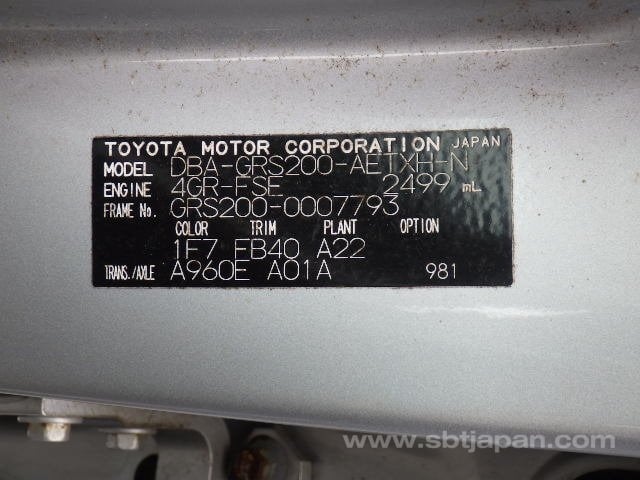 TOYOTA MOTOR CORPORATION JAPAN
MODEL DBA-GRS200-AETXH-N
ENGINE 4GR-FSE 2499 mL
FRAME No. GRS200-0007793
COLOR TRIM PLANT OPTION
1F7 FB40 A22
TRANS./AXLE A960E A01A 981
www.sbtjapan.com